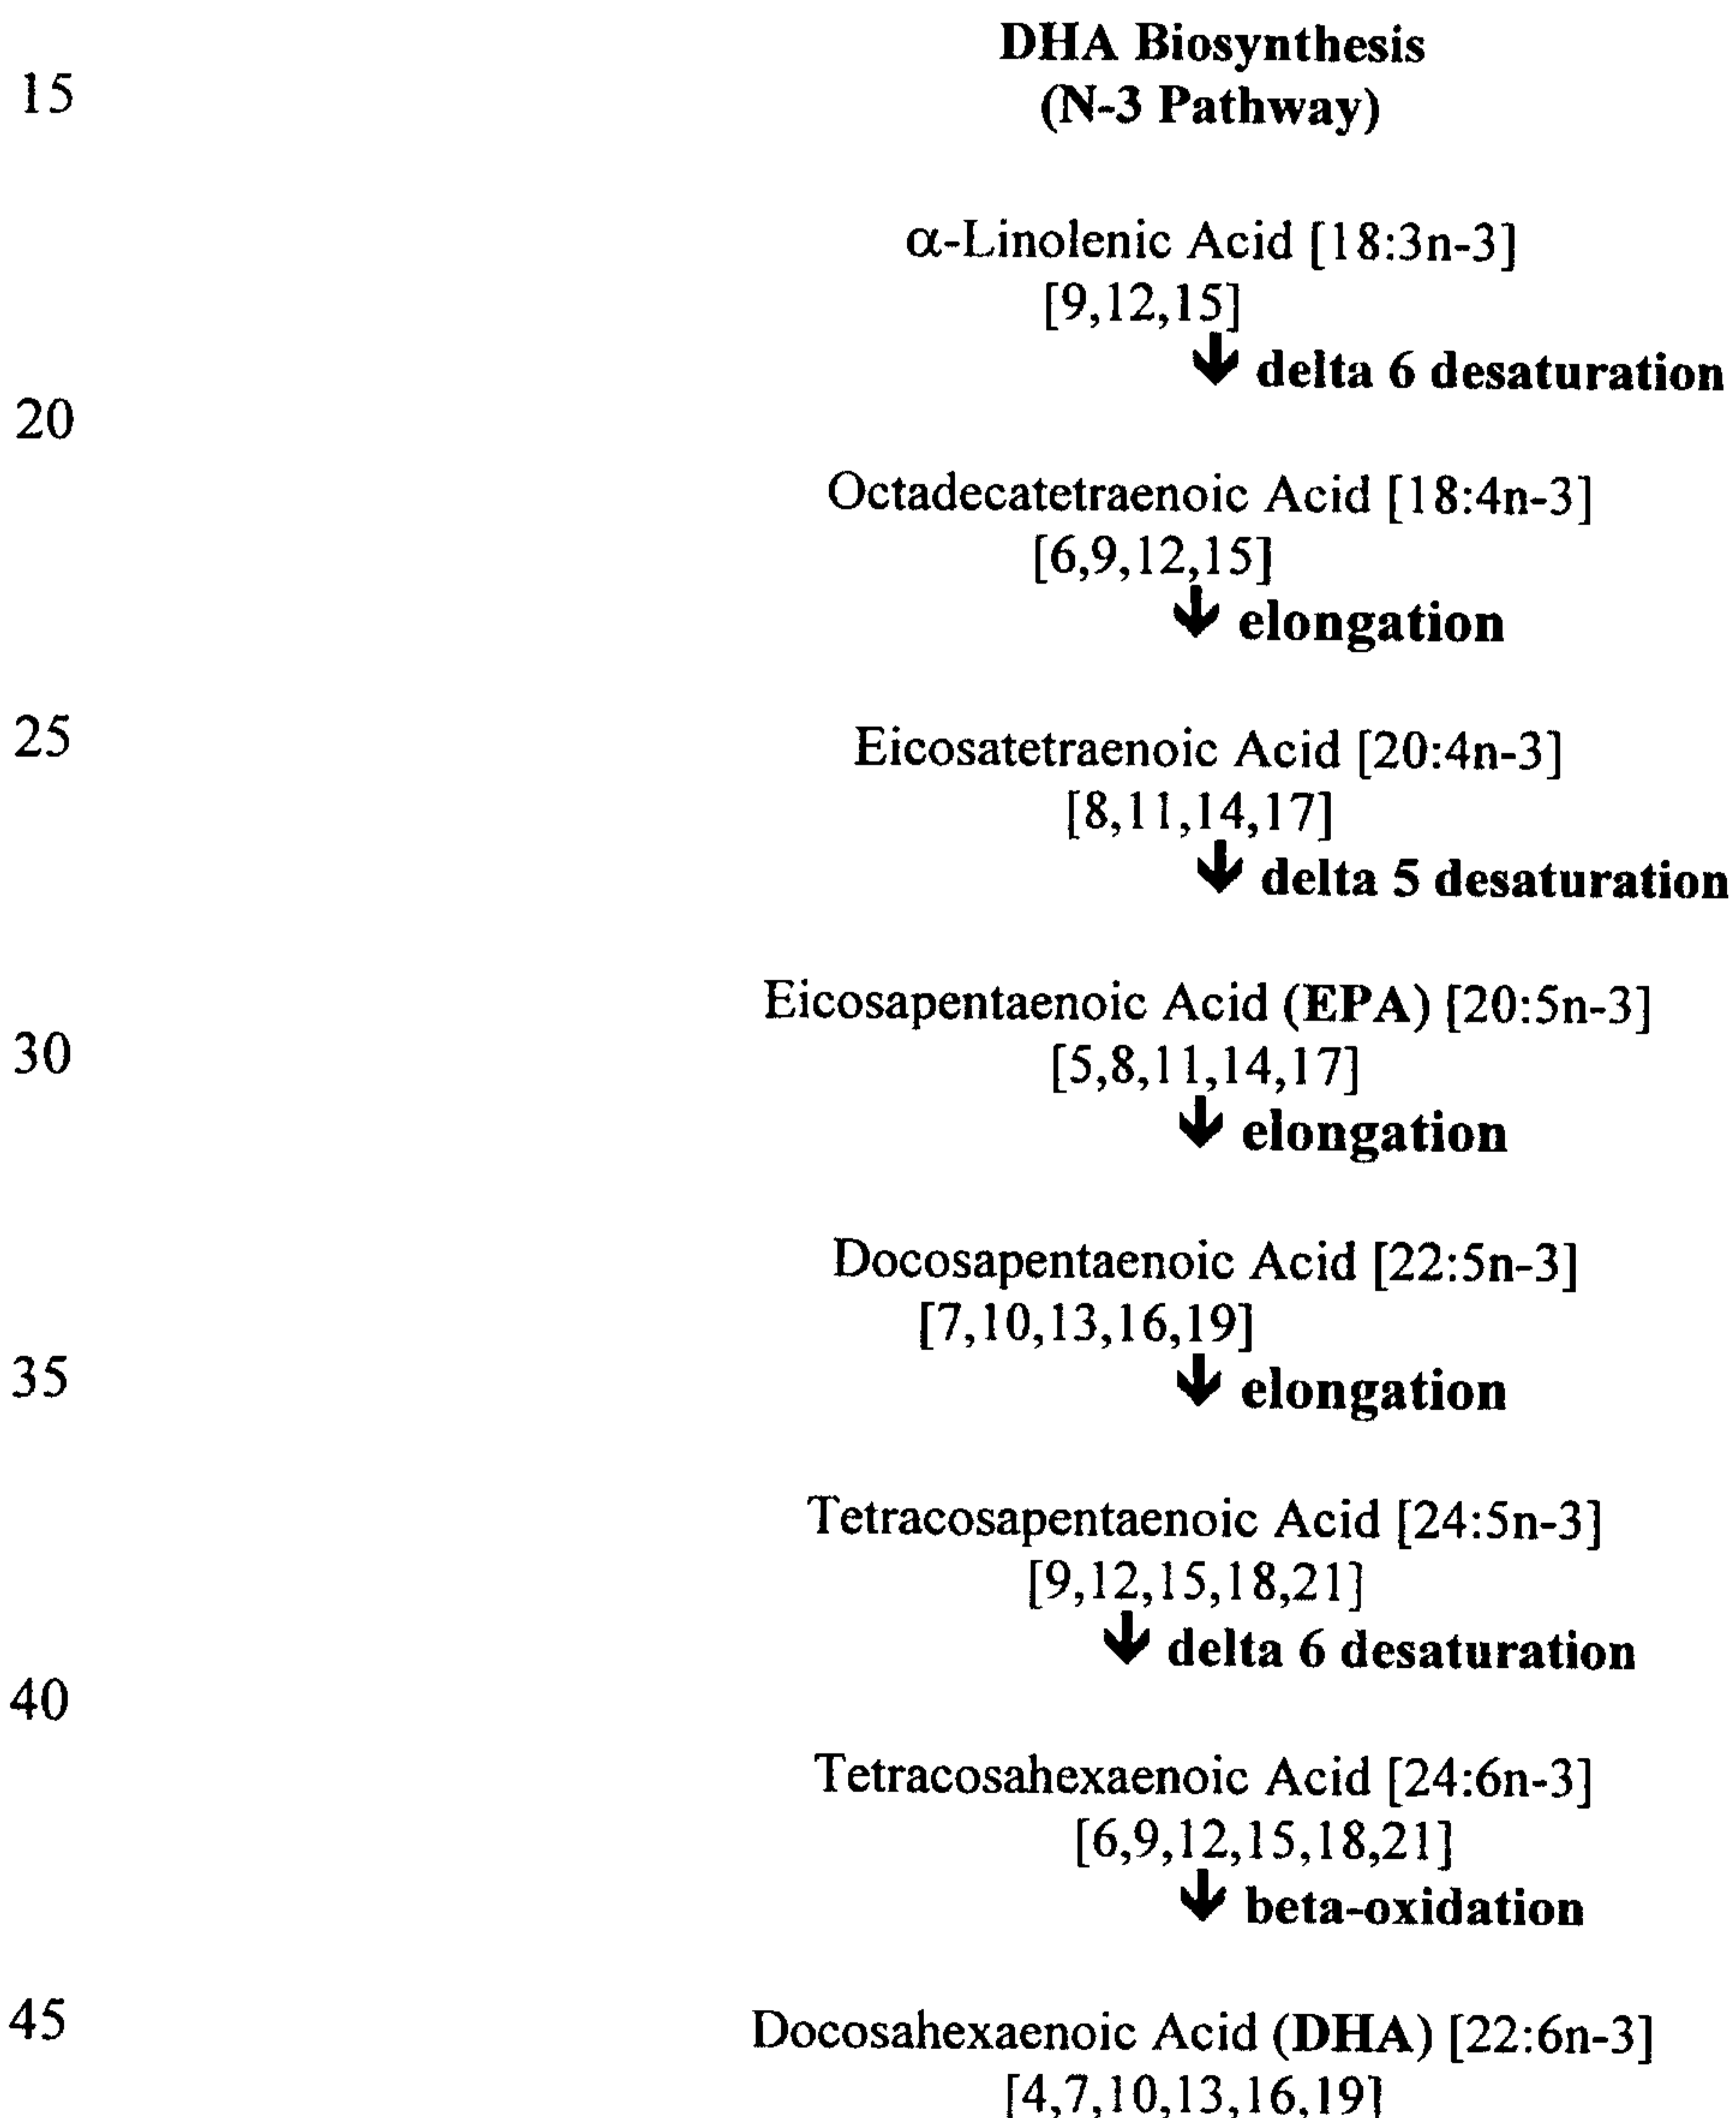 DHA Biosynthesis
15
(N-3 Pathway)
α-Linolenic Acid [18:3n-3]
[9,12,15]
↓ delta 6 desaturation
20
Octadecatetraenoic Acid [18:4n-3]
[6,9,12,15]
↓ elongation
25
Eicosatetraenoic Acid [20:4n-3]
[8,11,14,17]
↓ delta 5 desaturation
Eicosapentaenoic Acid (EPA) [20:5n-3]
30
[5,8,11,14,17]
↓ elongation
Docosapentaenoic Acid [22:5n-3]
[7,10,13,16,19]
35
↓ elongation
Tetracosapentaenoic Acid [24:5n-3]
[9,12,15,18,21]
↓ delta 6 desaturation
40
Tetracosahexaenoic Acid [24:6n-3]
[6,9,12,15,18,21]
↓ beta-oxidation
45
Docosahexaenoic Acid (DHA) [22:6n-3]
[4,7,10,13,16,19]